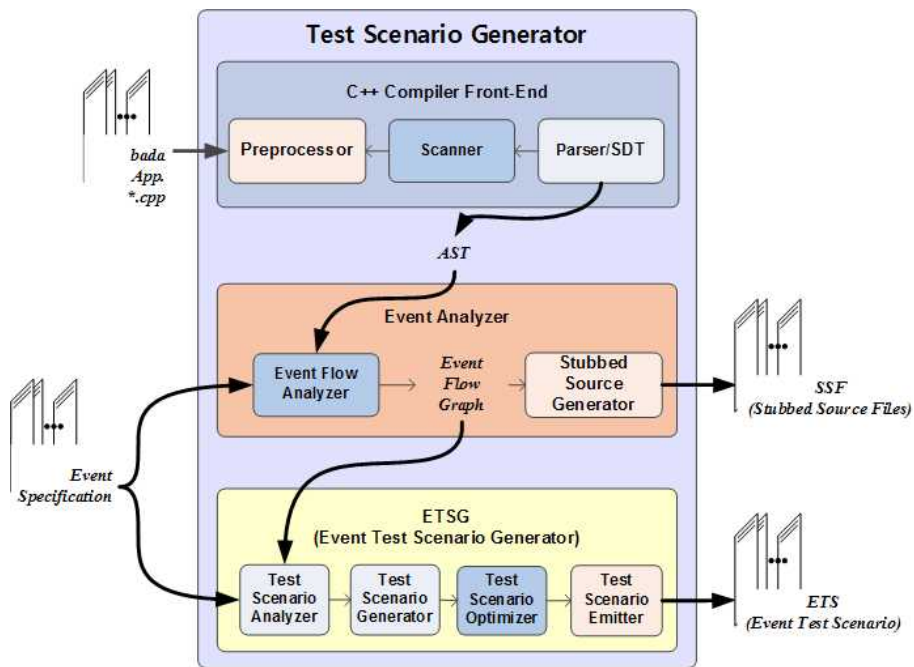 Test Scenario Generator
C++ Compiler Front-End
Preprocessor
Scanner
Parser/SDT
bada
App.
*.cpp
AST
Event Analyzer
Event Flow
Analyzer
Event
Flow
Graph
Stubbed
Source
Generator
SSF
(Stubbed Source Files)
Event
Specification
ETSG
(Event Test Scenario Generator)
Test
Scenario
Analyzer
Test
Scenario
Generator
Test
Scenario
Optimizer
Test
Scenario
Emitter
ETS
(Event Test Scenario)